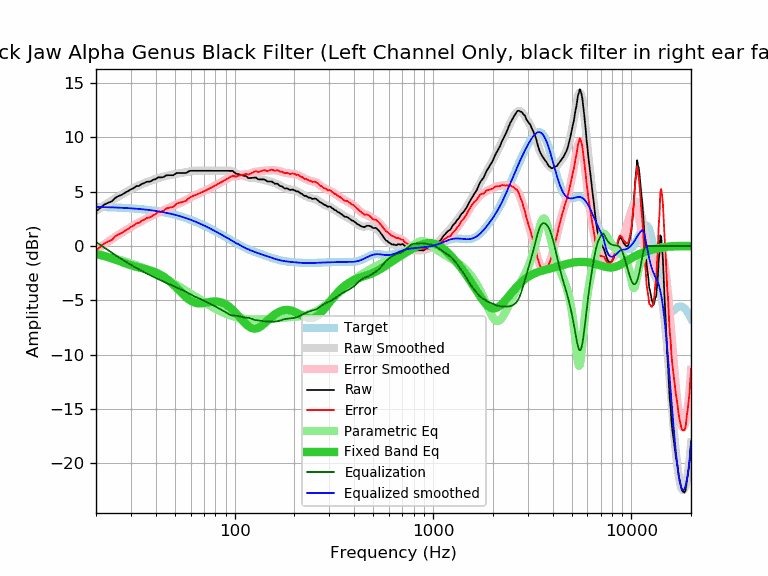 ck Jaw Alpha Genus Black Filter (Left Channel Only, black filter in right ear fa
15
10
5
0
−5
−10
−15
−20
Amplitude (dBr)
Target
Raw Smoothed
Error Smoothed
Raw
Error
Parametric Eq
Fixed Band Eq
Equalization
Equalized smoothed
100
1000
10000
Frequency (Hz)